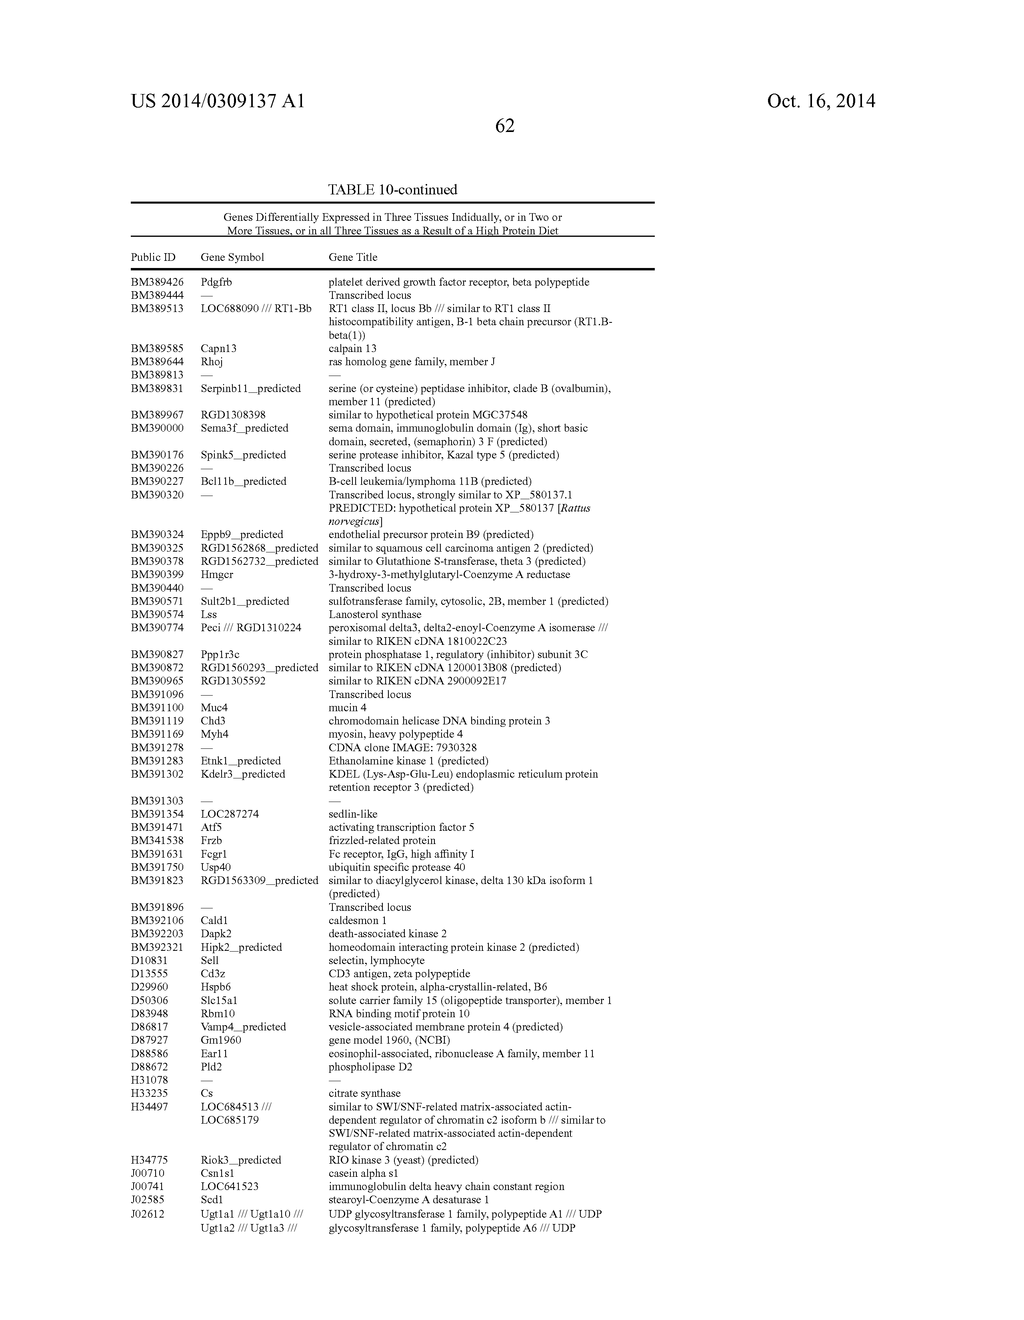 US 2014/0309137 A1 Oct. 16, 2014
62
TABLE 10-continued
Genes Differentially Expressed in Three Tissues Indidually, or in Two or
More Tissues, or in all Three Tissues as a Result of a High Protein Diet
Public ID Gene Symbol Gene Title
BM389426 Pdgfrb platelet derived growth factor receptor, beta polypeptide
BM389444 — Transcribed locus
BM389513 LOC688090 /// RT1-Bb RT1 class II, locus Bb /// similar to RT1 class II
histocompatibility antigen, B-1 beta chain precursor (RT1.B-
beta(1))
BM389585 Capn13 calpain 13
BM389644 Rhoj ras homolog gene family, member J
BM389813 — —
BM389831 Serpinb11_predicted serine (or cysteine) peptidase inhibitor, clade B (ovalbumin),
member 11 (predicted)
BM389967 RGD1308398 similar to hypothetical protein MGC37548
BM390000 Sema3f_predicted sema domain, immunoglobulin domain (Ig), short basic
domain, secreted, (semaphorin) 3 F (predicted)
BM390176 Spink5_predicted serine protease inhibitor, Kazal type 5 (predicted)
BM390226 — Transcribed locus
BM390227 Bcl11b_predicted B-cell leukemia/lymphoma 11B (predicted)
BM390320 — Transcribed locus, strongly similar to XP_580137.1
PREDICTED: hypothetical protein XP_580137 [Rattus
norvegicus]
BM390324 Eppb9_predicted endothelial precursor protein B9 (predicted)
BM390325 RGD1562868_predicted similar to squamous cell carcinoma antigen 2 (predicted)
BM390378 RGD1562732_predicted similar to Glutathione S-transferase, theta 3 (predicted)
BM390399 Hmgcr 3-hydroxy-3-methylglutaryl-Coenzyme A reductase
BM390440 — Transcribed locus
BM390571 Sult2b1_predicted sulfotransferase family, cytosolic, 2B, member 1 (predicted)
BM390574 Lss Lanosterol synthase
BM390774 Peci /// RGD1310224 peroxisomal delta3, delta2-enoyl-Coenzyme A isomerase ///
similar to RIKEN cDNA 1810022C23
BM390827 Ppp1r3c protein phosphatase 1, regulatory (inhibitor) subunit 3C
BM390872 RGD1560293_predicted similar to RIKEN cDNA 1200013B08 (predicted)
BM390965 RGD1305592 similar to RIKEN cDNA 2900092E17
BM391096 — Transcribed locus
BM391100 Muc4 mucin 4
BM391119 Chd3 chromodomain helicase DNA binding protein 3
BM391169 Myh4 myosin, heavy polypeptide 4
BM391278 — CDNA clone IMAGE: 7930328
BM391283 Etnk1_predicted Ethanolamine kinase 1 (predicted)
BM391302 Kdelr3_predicted KDEL (Lys-Asp-Glu-Leu) endoplasmic reticulum protein
retention receptor 3 (predicted)
BM391303 — —
BM391354 LOC287274 sedlin-like
BM391471 Atf5 activating transcription factor 5
BM341538 Frzb frizzled-related protein
BM391631 Fcgr1 Fc receptor, IgG, high affinity I
BM391750 Usp40 ubiquitin specific protease 40
BM391823 RGD1563309_predicted similar to diacylglycerol kinase, delta 130 kDa isoform 1
(predicted)
BM391896 — Transcribed locus
BM392106 Cald1 caldesmon 1
BM392203 Dapk2 death-associated kinase 2
BM392321 Hipk2_predicted homeodomain interacting protein kinase 2 (predicted)
D10831 Sell selectin, lymphocyte
D13555 Cd3z CD3 antigen, zeta polypeptide
D29960 Hspb6 heat shock protein, alpha-crystallin-related, B6
D50306 Slc15a1 solute carrier family 15 (oligopeptide transporter), member 1
D83948 Rbm10 RNA binding motif protein 10
D86817 Vamp4_predicted vesicle-associated membrane protein 4 (predicted)
D87927 Gm1960 gene model 1960, (NCBI)
D88586 Ear11 eosinophil-associated, ribonuclease A family, member 11
D88672 Pld2 phospholipase D2
H31078 — —
H33235 Cs citrate synthase
H34497 LOC684513 /// similar to SWI/SNF-related matrix-associated actin-
LOC685179 dependent regulator of chromatin c2 isoform b /// similar to
SWI/SNF-related matrix-associated actin-dependent
regulator of chromatin c2
H34775 Riok3_predicted RIO kinase 3 (yeast) (predicted)
J00710 Csn1s1 casein alpha s1
J00741 LOC641523 immunoglobulin delta heavy chain constant region
J02585 Scd1 stearoyl-Coenzyme A desaturase 1
J02612 Ugt1a1 /// Ugt1a10 /// UDP glycosyltransferase 1 family, polypeptide A1 /// UDP
Ugt1a2 /// Ugt1a3 /// glycosyltransferase 1 family, polypeptide A6 /// UDP